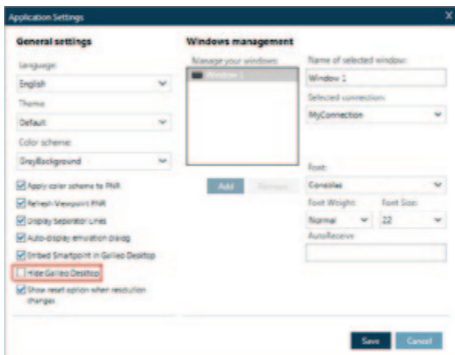 Application Settings
X
General settings
Language:
English
Theme
Default
Color scheme:
GreyBackground
Apply color scheme to PNR
Refresh Viewpoint PNR
Display Separator Lines
Auto-display emulation dialog
Embed Smartpoint in Galileo Desktop
Hide Galileo Desktop
Show reset option when resolution
changes
Windows management
Manage your windows:
Window 1
Add
Remove
Name of selected window:
Window 1
Selected connection:
MyConnection
Font:
Consolas
Font Weight:
Font Size:
Normal
22
AutoReceive
Save
Cancel